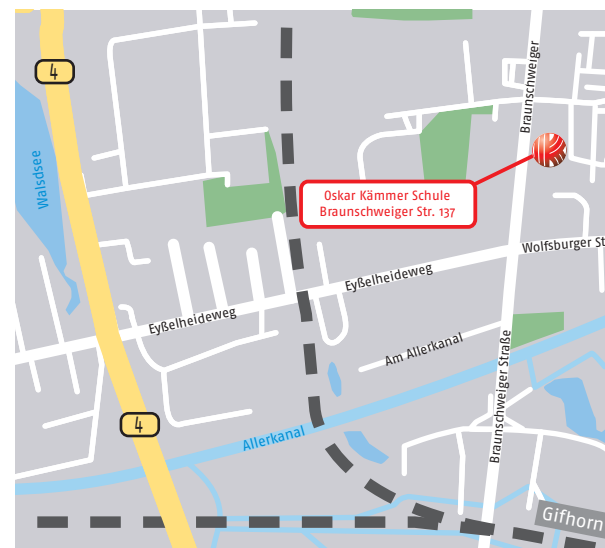 4
Braunschweiger
Walsdsee
Oskar Kämmer Schule
Braunschweiger Str. 137
Wolfsburger St
Eyßelheideweg
Eyßelheideweg
Am Allerkanal
Braunschweiger Straße
4
Allerkanal
Gifhorn